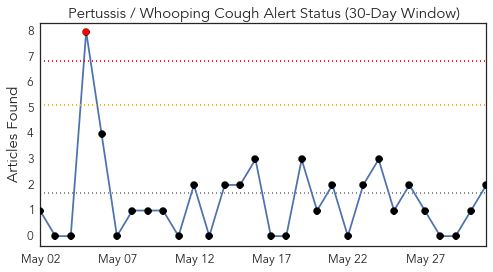 Pertussis / Whooping Cough Alert Status (30-Day Window)
Articles Found
8
7
6
5
4
3
2
1
0
May 02
May 07
May 12
May 17
May 22
May 27